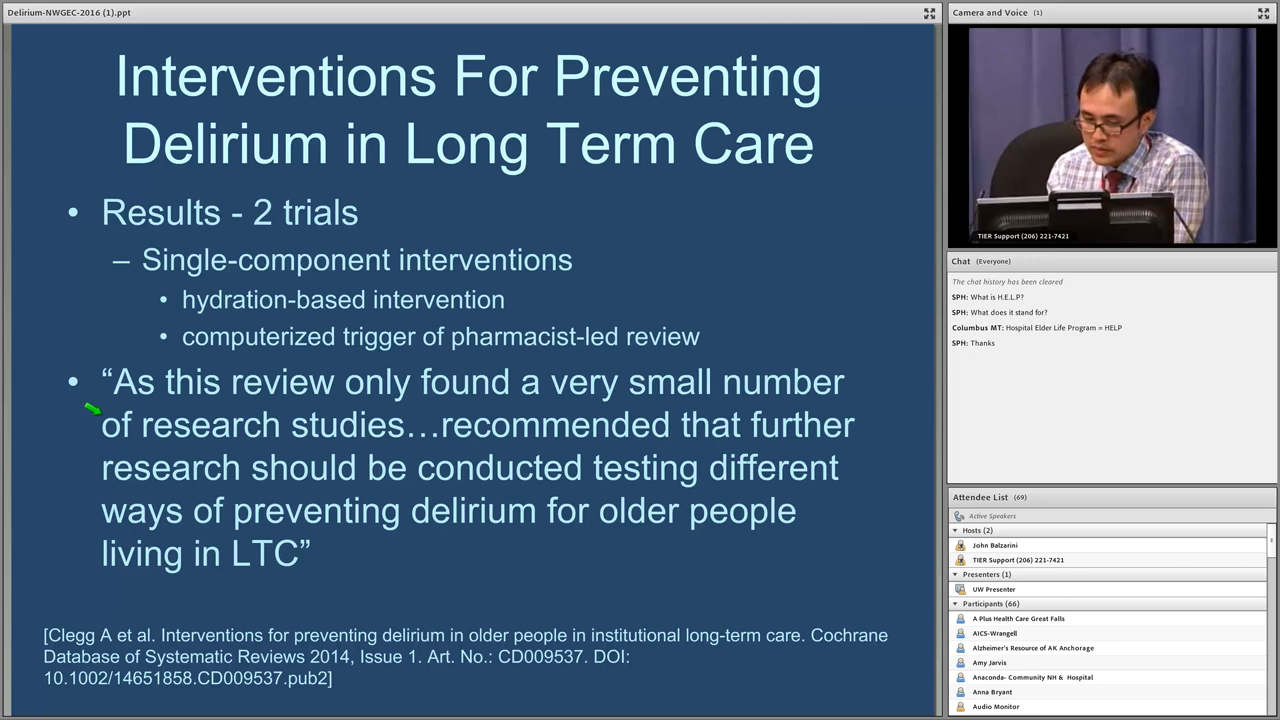 Delirium-NWGEC-2016 (1).ppt
Interventions For Preventing
Delirium in Long Term Care
• Results - 2 trials
– Single-component interventions
• hydration-based intervention
• computerized trigger of pharmacist-led review
• “As this review only found a very small number
of research studies…recommended that further
research should be conducted testing different
ways of preventing delirium for older people
living in LTC”
[Clegg A et al. Interventions for preventing delirium in older people in institutional long-term care. Cochrane
Database of Systematic Reviews 2014, Issue 1. Art. No.: CD009537. DOI:
10.1002/14651858.CD009537.pub2]
Camera and Voice (1)
TIER Support (206) 221-7421
Chat (Everyone)
The chat history has been cleared
SPH: What is H.E.L.P?
SPH: What does it stand for?
Columbus MT: Hospital Elder Life Program = HELP
SPH: Thanks
Attendee List (69)
Active Speakers
Hosts (2)
John Balzarini
TIER Support (206) 221-7421
Presenters (1)
UW Presenter
Participants (66)
A Plus Health Care Great Falls
AICS-Wrangell
Alzheimer's Resource of AK Anchorage
Amy Jarvis
Anaconda- Community NH & Hospital
Anna Bryant
Audio Monitor